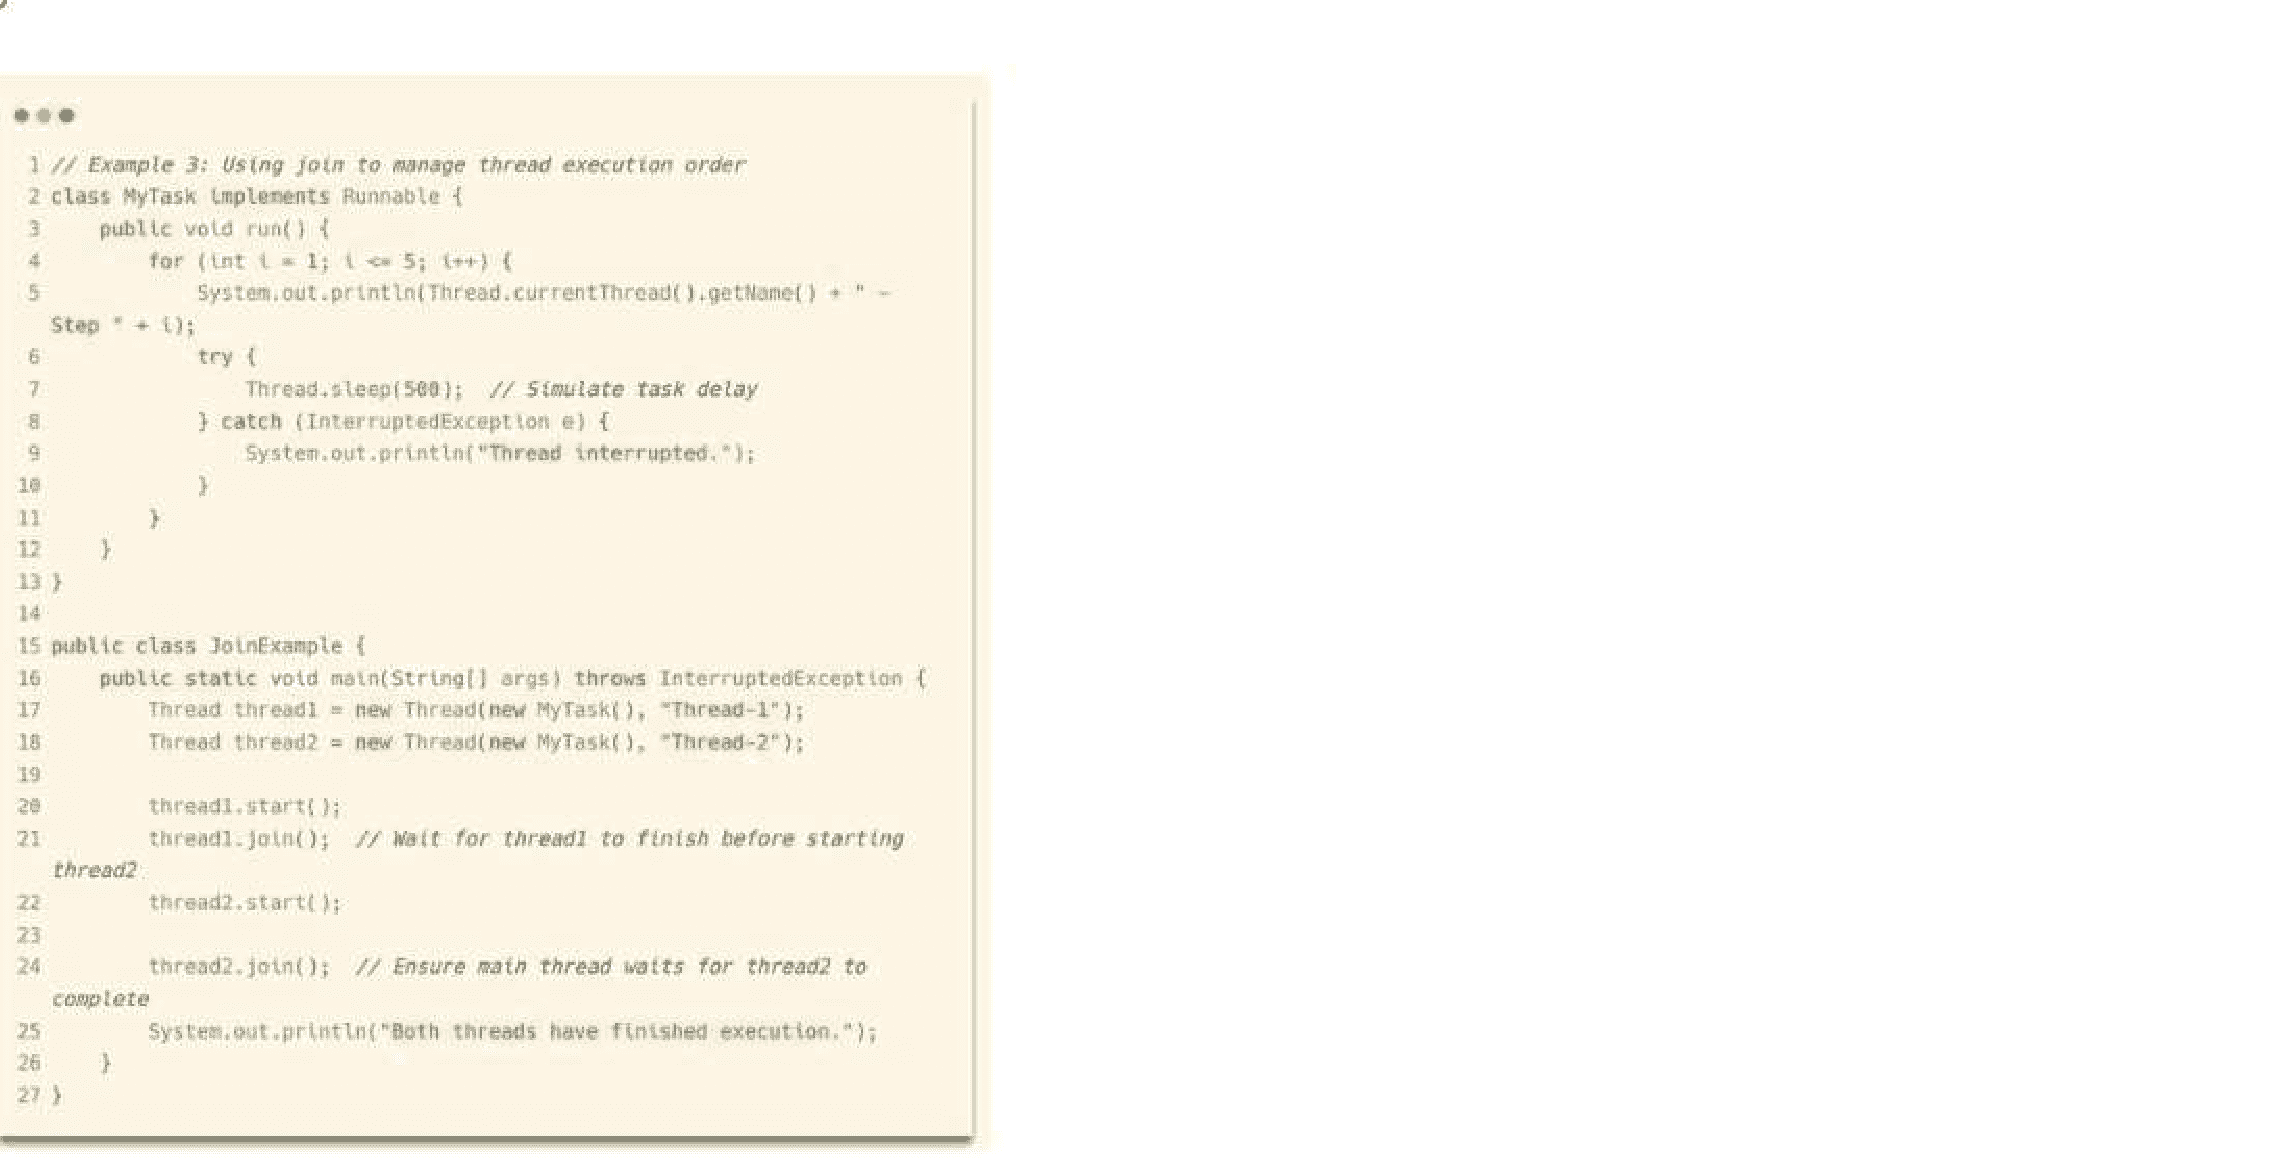 1 // Example 3: Using join to manage thread execution order
2 class MyTask implements Runnable {
3     public void run() {
4         for (int i = 1; i <= 5; i++) {
5             System.out.println(Thread.currentThread().getName() + " -
Step " + i);
6             try {
7                 Thread.sleep(500);  // Simulate task delay
8             } catch (InterruptedException e) {
9                 System.out.println("Thread interrupted.");
10             }
11         }
12     }
13 }
14
15 public class JoinExample {
16     public static void main(String[] args) throws InterruptedException {
17         Thread thread1 = new Thread(new MyTask(), "Thread-1");
18         Thread thread2 = new Thread(new MyTask(), "Thread-2");
19
20         thread1.start();
21         thread1.join();  // Wait for thread1 to finish before starting
thread2
22         thread2.start();
23
24         thread2.join();  // Ensure main thread waits for thread2 to
complete
25         System.out.println("Both threads have finished execution.");
26     }
27 }